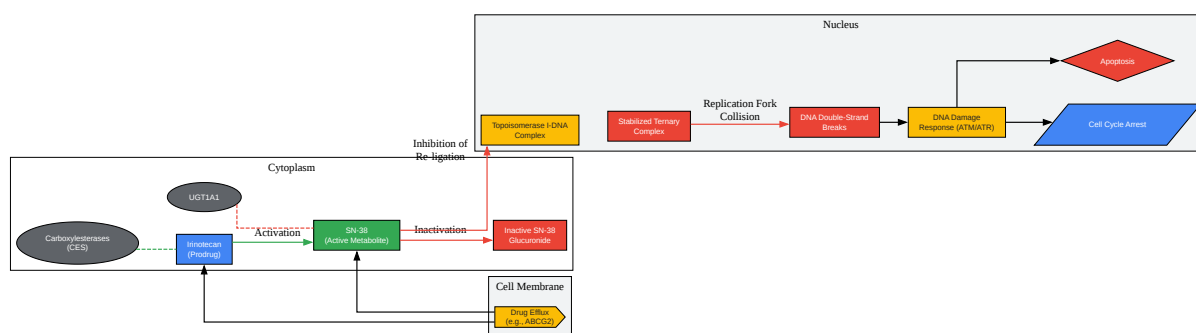 Nucleus
Apoptosis
Topoisomerase I-DNA
Complex
Stabilized Ternary
Complex
Replication Fork
Collision
DNA Double-Strand
Breaks
DNA Damage
Response (ATM/ATR)
Cell Cycle Arrest
Inhibition of
Re-ligation
Cytoplasm
UGT1A1
Carboxylesterases
(CES)
Irinotecan
(Prodrug)
Activation
SN-38
(Active Metabolite)
Inactivation
Inactive SN-38
Glucuronide
Cell Membrane
Drug Efflux
(e.g., ABCG2)